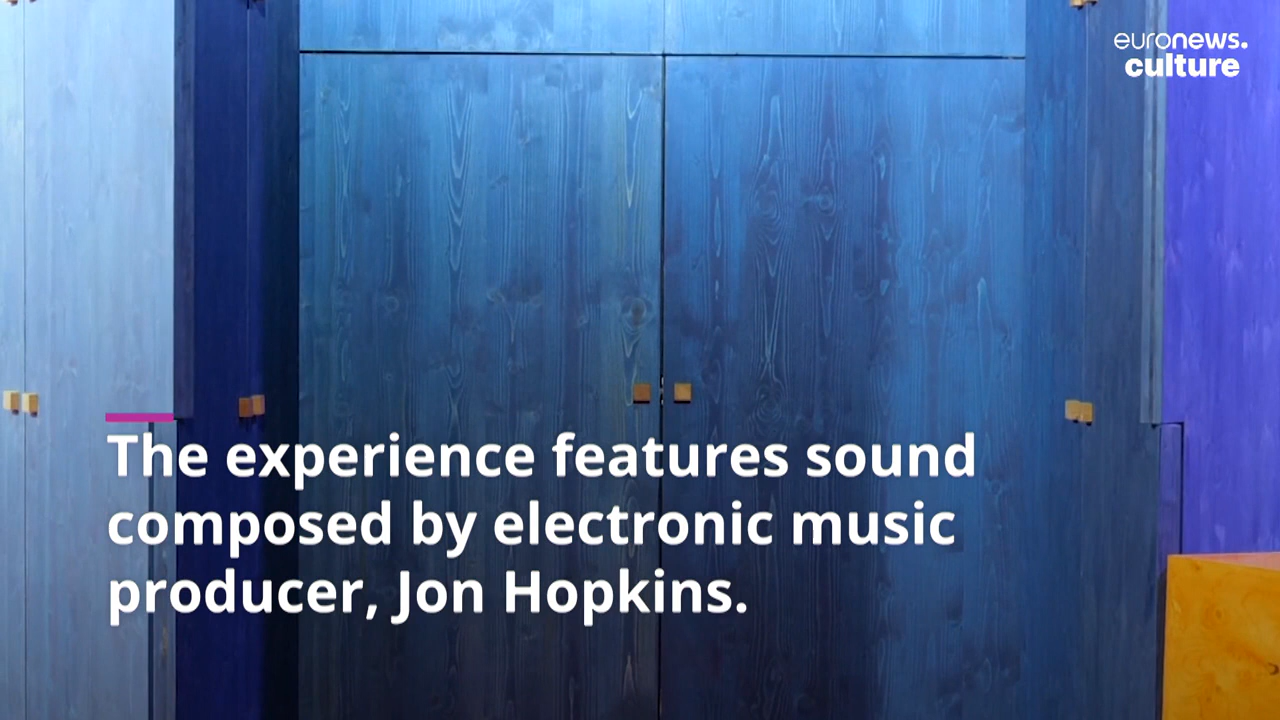 euronews.
culture
The experience features sound
composed by electronic music
producer, Jon Hopkins.